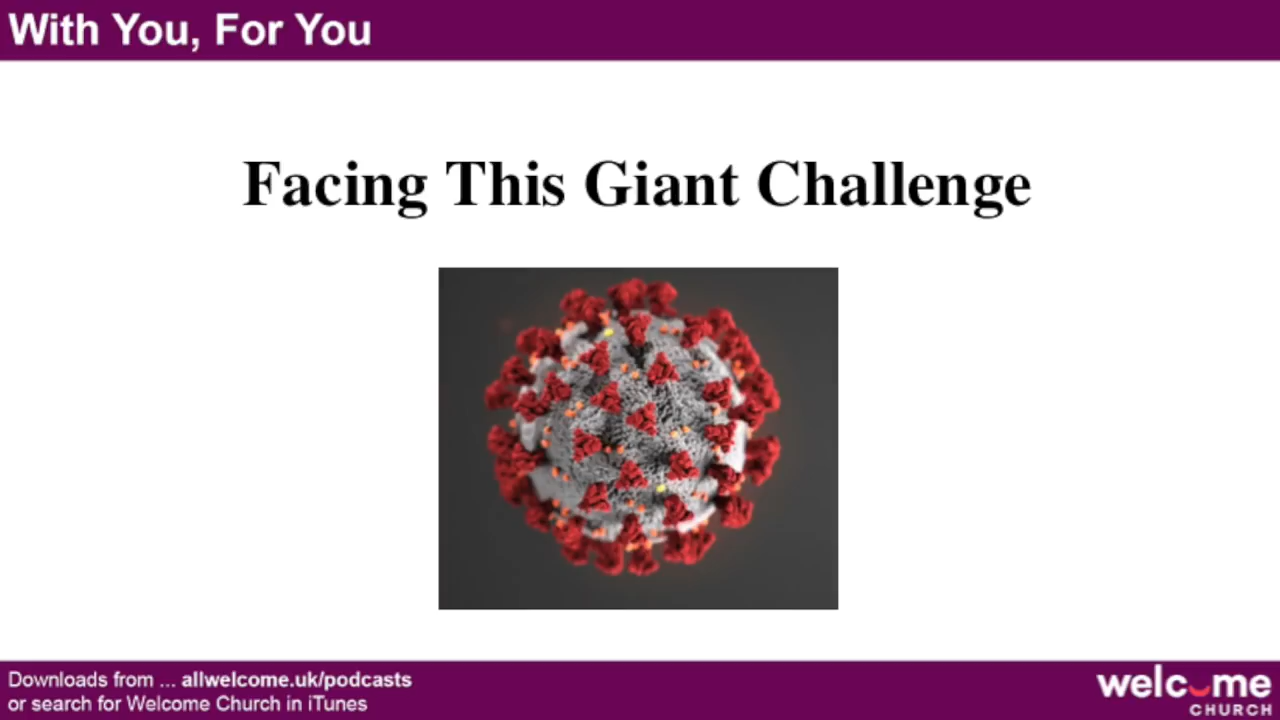 With You, For You
Facing This Giant Challenge
Downloads from ... allwelcome.uk/podcasts
or search for Welcome Church in iTunes
welcome
CHURCH